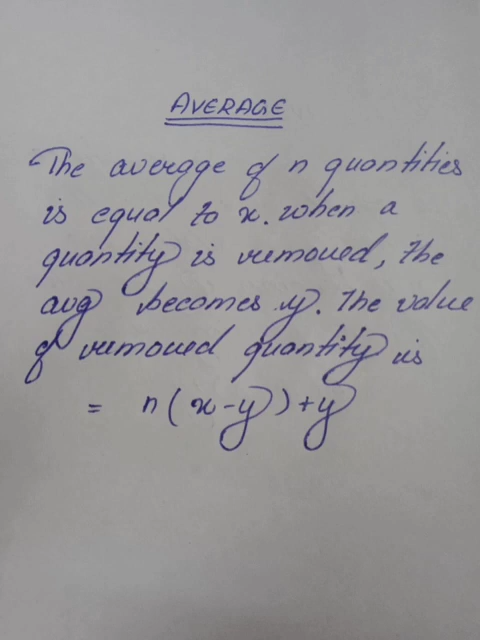 AVERAGE
The average of n quantities
is equal to x. when a
quantity is removed, the
avg becomes y. The value
of removed quantity is
= n(x-y)+y